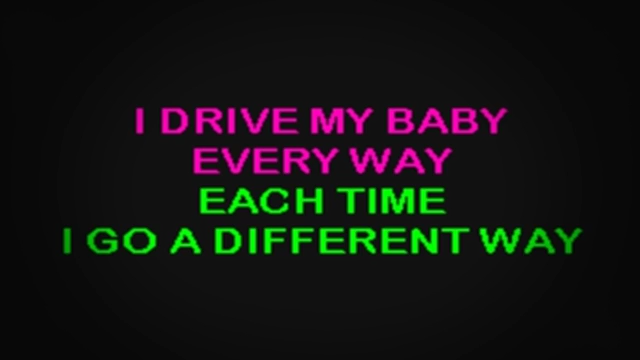 I DRIVE MY BABY
EVERY WAY
EACH TIME
I GO A DIFFERENT WAY